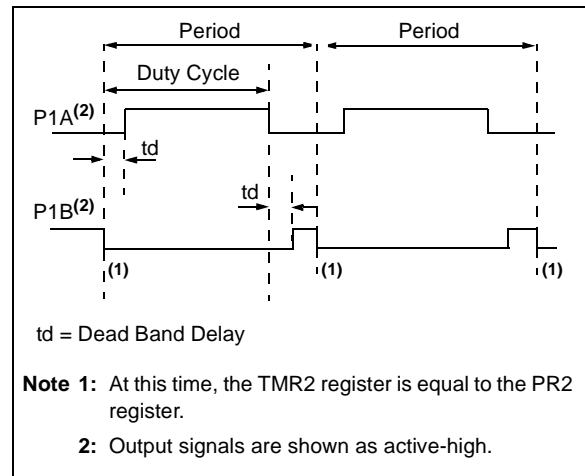 Period Period
Duty Cycle
P1A(2)
td
td
P1B(2)
(1) (1) (1)
td = Dead Band Delay
Note 1: At this time, the TMR2 register is equal to the PR2
register.
2: Output signals are shown as active-high.